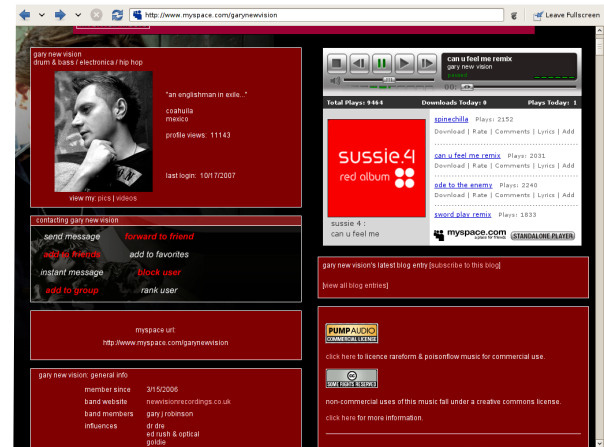 http://www.myspace.com/garynewvision
Leave Fullscreen
gary new vision
drum & bass / electronica / hip hop
"an englishman in exile..."
coahuila
mexico
profile views: 11143
last login: 10/17/2007
view my: pics | videos
contacting gary new vision
send message
forward to friend
add to friends
add to favorites
instant message
block user
add to group
rank user
myspace url:
http://www.myspace.com/garynewvision
gary new vision: general info
member since 3/15/2006
band website newvisionrecordings.co.uk
band members gary j robinson
influences dr dre
ed rush & optical
goldie
can u feel me remix
gary new vision
paused
00:
Total Plays: 9464 Downloads Today: 0 Plays Today: 1
sussie.4
red album
sussie 4 :
can u feel me
spinechilla Plays: 2152
Download | Rate | Comments | Lyrics | Add
can u feel me remix Plays: 2031
Download | Rate | Comments | Lyrics | Add
ode to the enemy Plays: 2240
Download | Rate | Comments | Lyrics | Add
sword play remix Plays: 1833
myspace.com
a place for friends
STANDALONE PLAYER
gary new vision's latest blog entry [subscribe to this blog]
[view all blog entries]
PUMPAUDIO
COMMERCIAL LICENSE
click here to licence rareform & poisonflow music for commercial use.
cc
SOME RIGHTS RESERVED
non-commercial uses of this music fall under a creative commons license.
click here for more information.